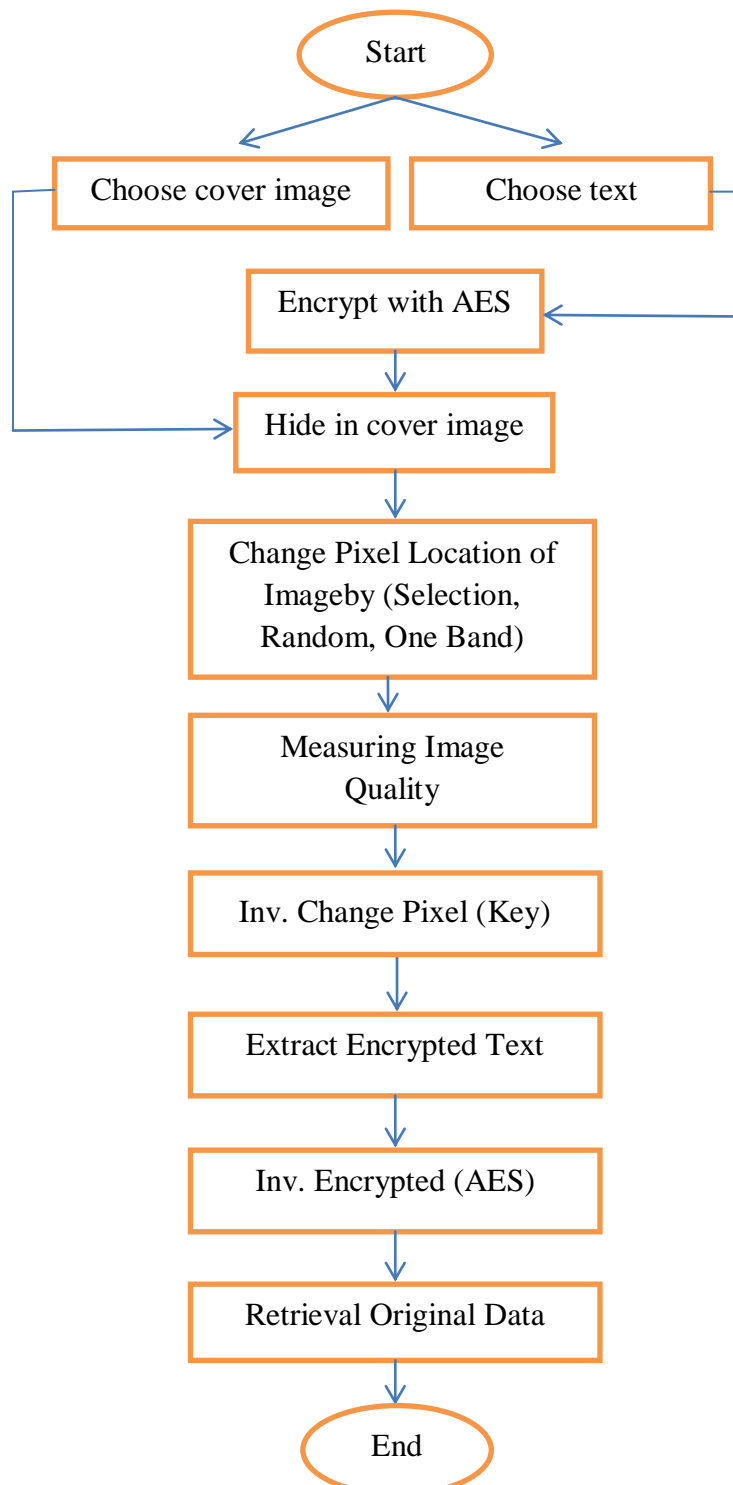 Start
Choose cover image
Choose text
Encrypt with AES
Hide in cover image
Change Pixel Location of
Imageby (Selection,
Random, One Band)
Measuring Image
Quality
Inv. Change Pixel (Key)
Extract Encrypted Text
Inv. Encrypted (AES)
Retrieval Original Data
End